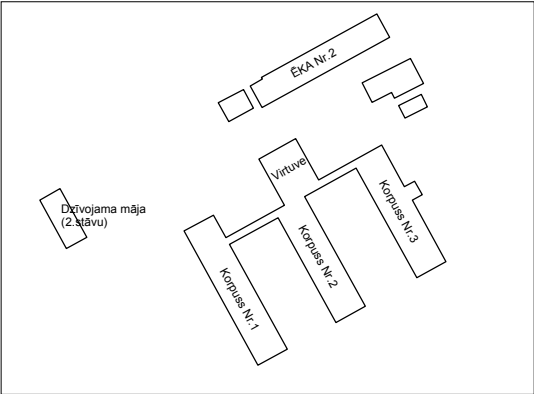 ĒKA Nr.2
Virtuve
Dzīvojama māja
(2.stāvu)
Korpuss Nr.3
Korpuss Nr.2
Korpuss Nr.1